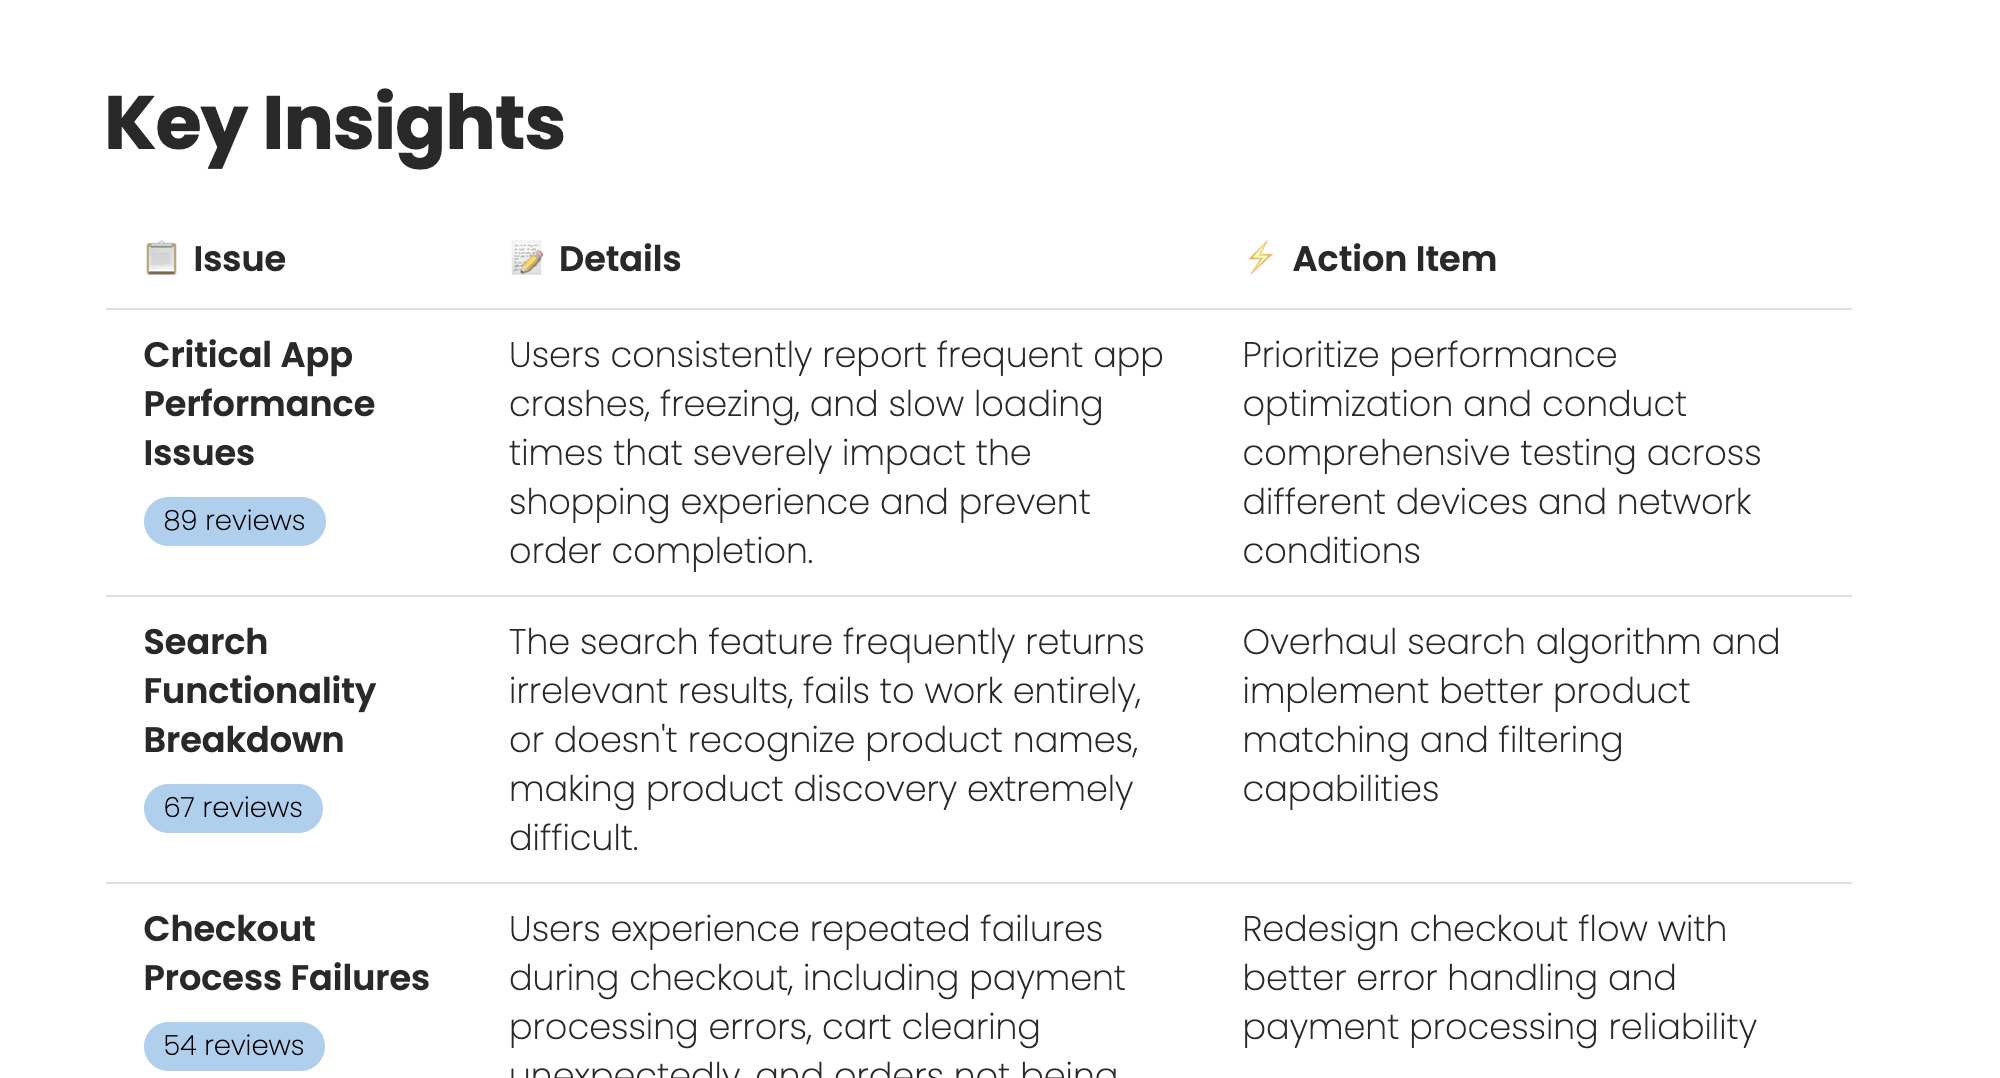 Key Insights
📋 Issue
📝 Details
⚡ Action Item
Critical App
Performance
Issues
89 reviews
Users consistently report frequent app
crashes, freezing, and slow loading
times that severely impact the
shopping experience and prevent
order completion.
Prioritize performance
optimization and conduct
comprehensive testing across
different devices and network
conditions
Search
Functionality
Breakdown
67 reviews
The search feature frequently returns
irrelevant results, fails to work entirely,
or doesn't recognize product names,
making product discovery extremely
difficult.
Overhaul search algorithm and
implement better product
matching and filtering
capabilities
Checkout
Process Failures
54 reviews
Users experience repeated failures
during checkout, including payment
processing errors, cart clearing
unexpectedly, and orders not being
Redesign checkout flow with
better error handling and
payment processing reliability